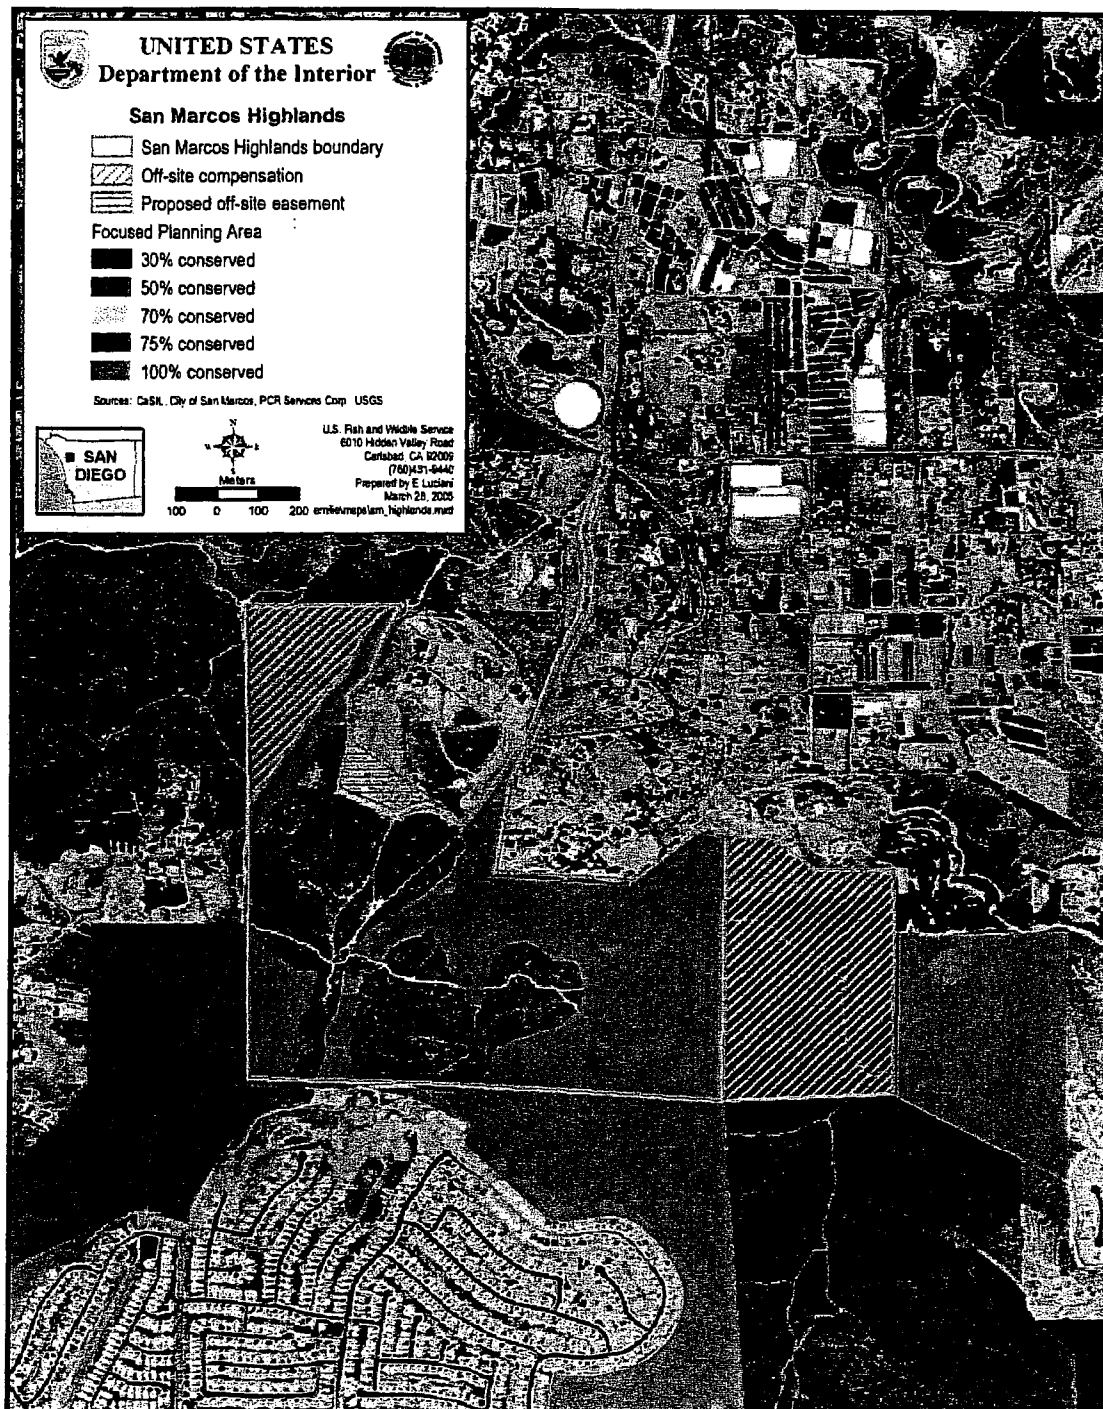 UNITED STATES
Department of the Interior
San Marcos Highlands
San Marcos Highlands boundary
Off-site compensation
Proposed off-site easement
Focused Planning Area
30% conserved
50% conserved
70% conserved
75% conserved
100% conserved
Sources: CaSIL, City of San Marcos, PCR Services Corp USGS
SAN
DIEGO
N
W E
S
Meters
100 0 100 200
U.S. Fish and Wildlife Service
6010 Hidden Valley Road
Carlsbad, CA 92009
(760)431-9440
Prepared by E Luciani
March 28, 2005